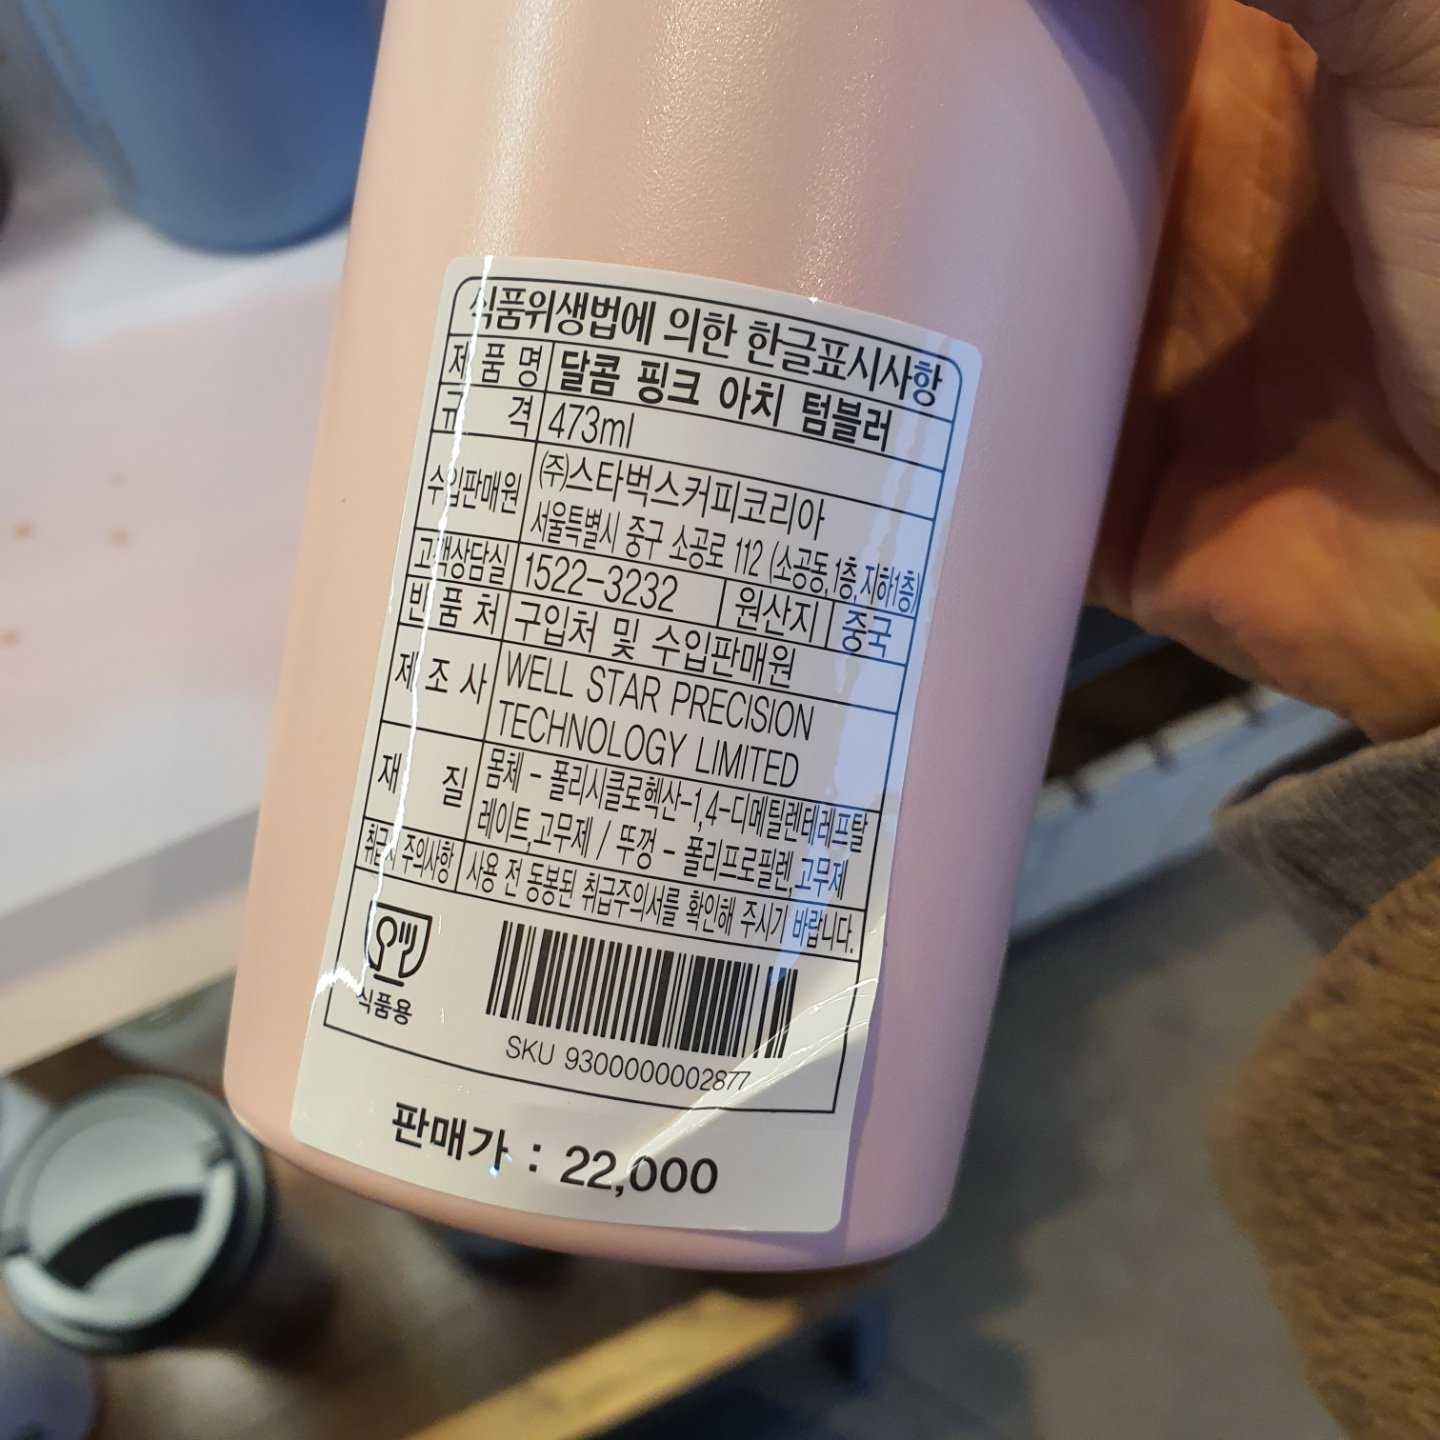 식품위생법에 의한 한글표시사항
제품명 달콤 핑크 아치 텀블러
규격 473ml
수입판매원 (주)스타벅스커피코리아
서울특별시 중구 소공로 112 (소공동,1층,지하1층)
고객상담실 1522-3232 원산지 중국
반품처 구입처 및 수입판매원
제조사 WELL STAR PRECISION
TECHNOLOGY LIMITED
재질 몸체 - 폴리시클로헥산-1,4-디메틸렌테레프탈
레이트,고무제 / 뚜껑 - 폴리프로필렌,고무제
취급시 주의사항 사용 전 동봉된 취급주의서를 확인해 주시기 바랍니다.
식품용
SKU 9300000002877
판매가 : 22,000